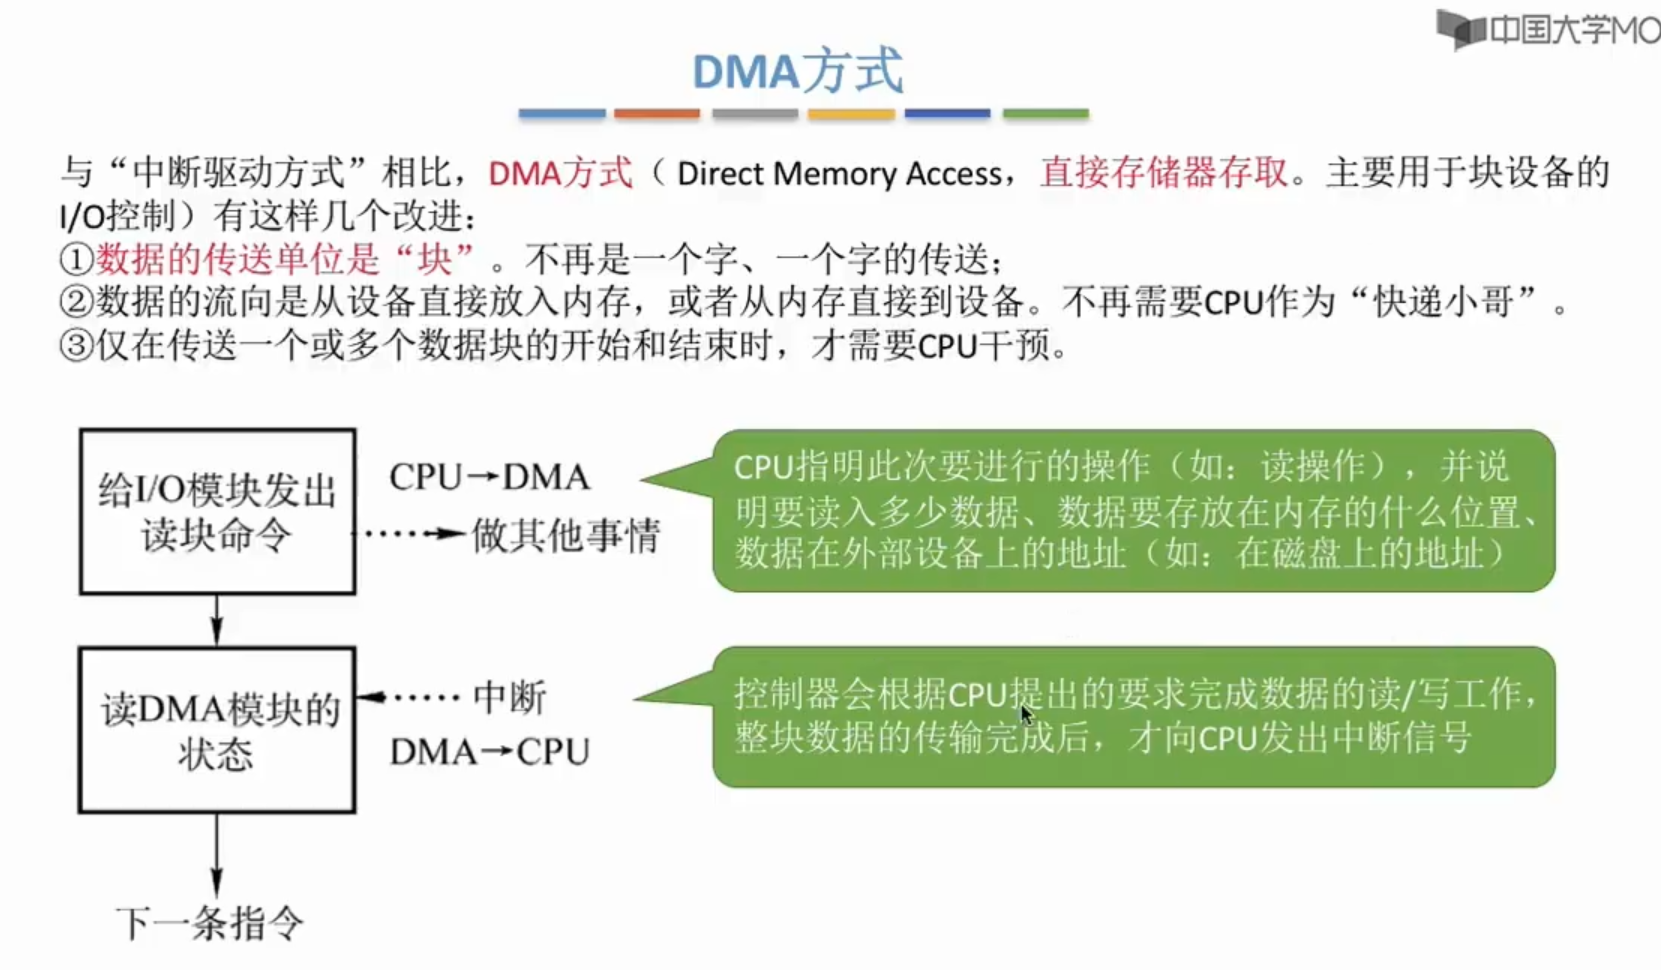 中国大学MO
DMA方式
与“中断驱动方式”相比，DMA方式（ Direct Memory Access，直接存储器存取。主要用于块设备的
I/O控制）有这样几个改进：
①数据的传送单位是“块”。不再是一个字、一个字的传送；
②数据的流向是从设备直接放入内存，或者从内存直接到设备。不再需要CPU作为“快递小哥”。
③仅在传送一个或多个数据块的开始和结束时，才需要CPU干预。
给I/O模块发出
读块命令
CPU→DMA
做其他事情
CPU指明此次要进行的操作（如：读操作），并说
明要读入多少数据、数据要存放在内存的什么位置、
数据在外部设备上的地址（如：在磁盘上的地址）
读DMA模块的
状态
中断
DMA→CPU
控制器会根据CPU提出的要求完成数据的读/写工作，
整块数据的传输完成后，才向CPU发出中断信号
下一条指令